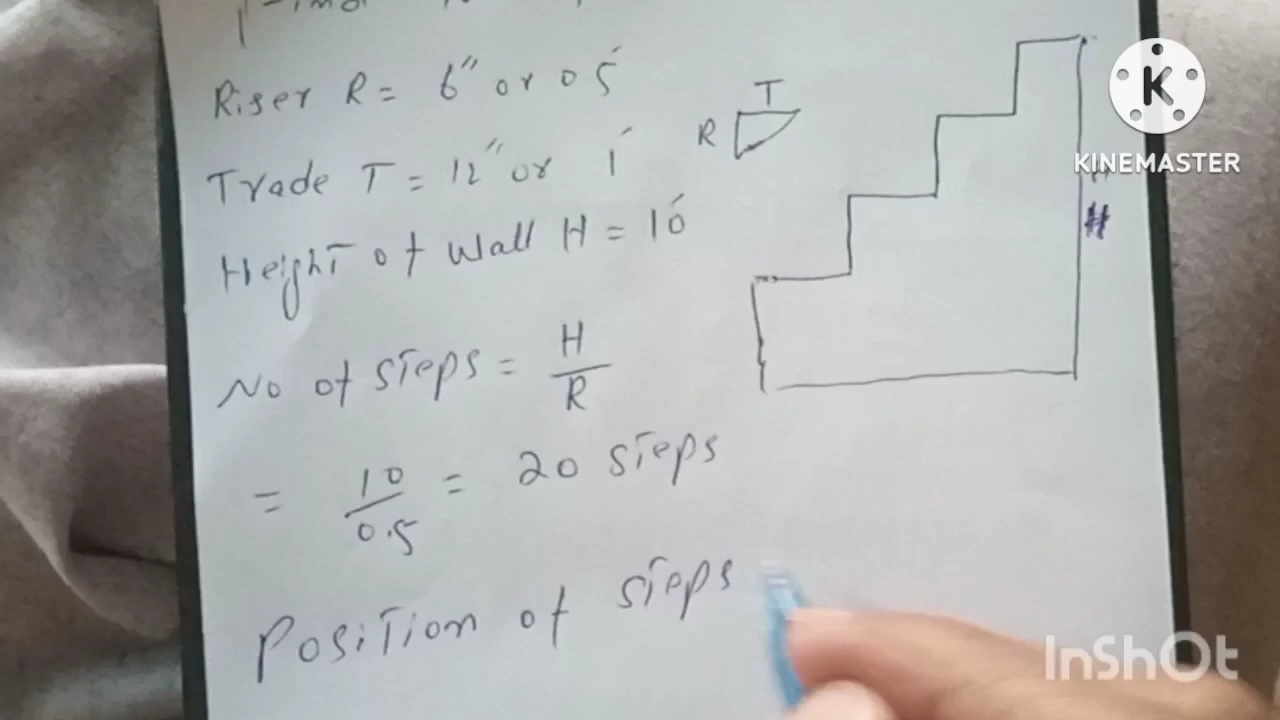 Riser R = 6" or 0 5'
T
R
Trade T = 12" or 1'
Height of wall H = 10'
H
No of steps = H
R
= 10
0.5 = 20 steps
Position of steps
K
KINEMASTER
InShOt